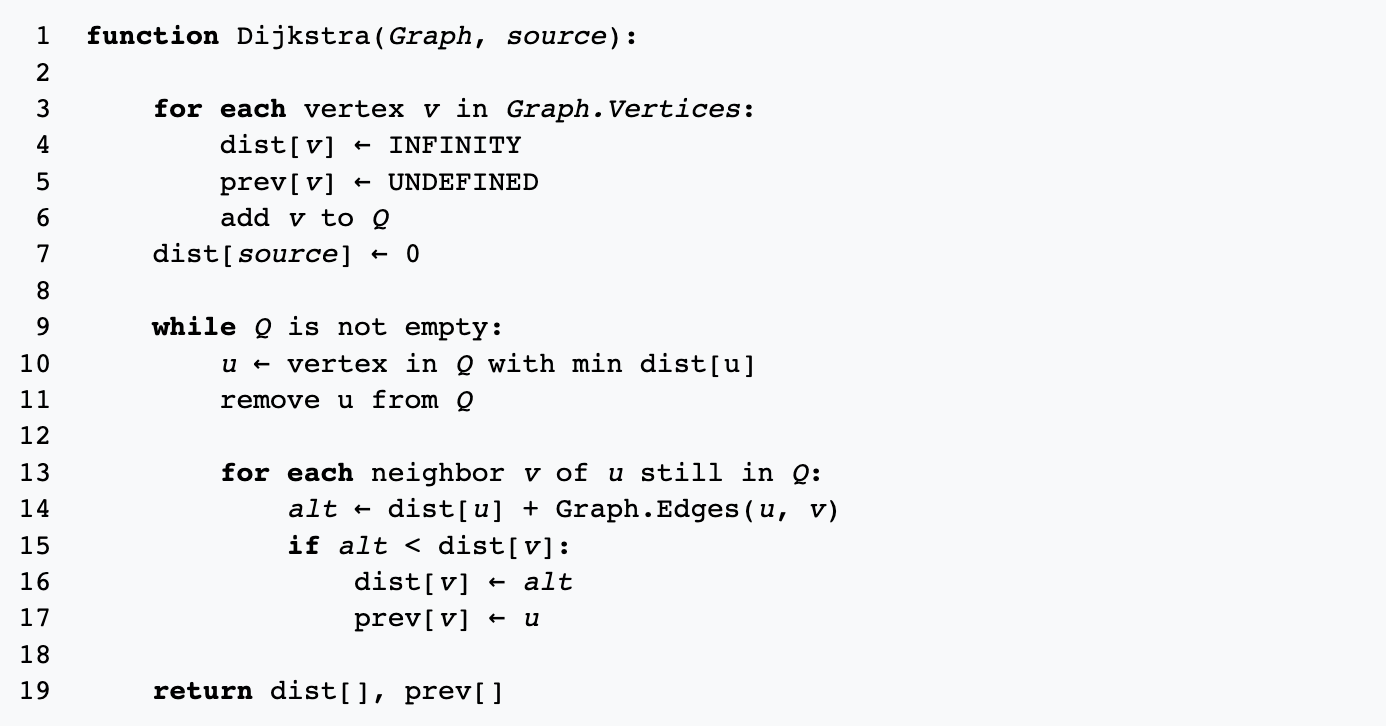 1 function Dijkstra(Graph, source):
2
3     for each vertex v in Graph.Vertices:
4         dist[v] ← INFINITY
5         prev[v] ← UNDEFINED
6         add v to Q
7     dist[source] ← 0
8
9     while Q is not empty:
10         u ← vertex in Q with min dist[u]
11         remove u from Q
12
13         for each neighbor v of u still in Q:
14             alt ← dist[u] + Graph.Edges(u, v)
15             if alt < dist[v]:
16                 dist[v] ← alt
17                 prev[v] ← u
18
19     return dist[], prev[]